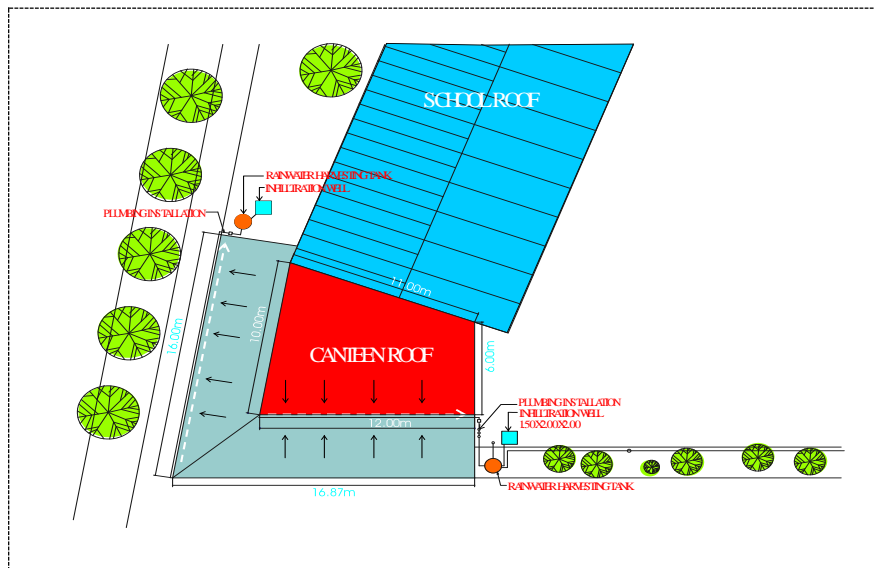 SCHOOL ROOF
RAINWATER HARVESTING TANK
INFILTRATION WELL
PLUMBING INSTALLATION
11.00m
10.00m
16.00m
CANTEEN ROOF
6.00m
12.00m
PLUMBING INSTALLATION
INFILTRATION WELL
1.50X2.00X2.00
RAINWATER HARVESTING TANK
16.87m